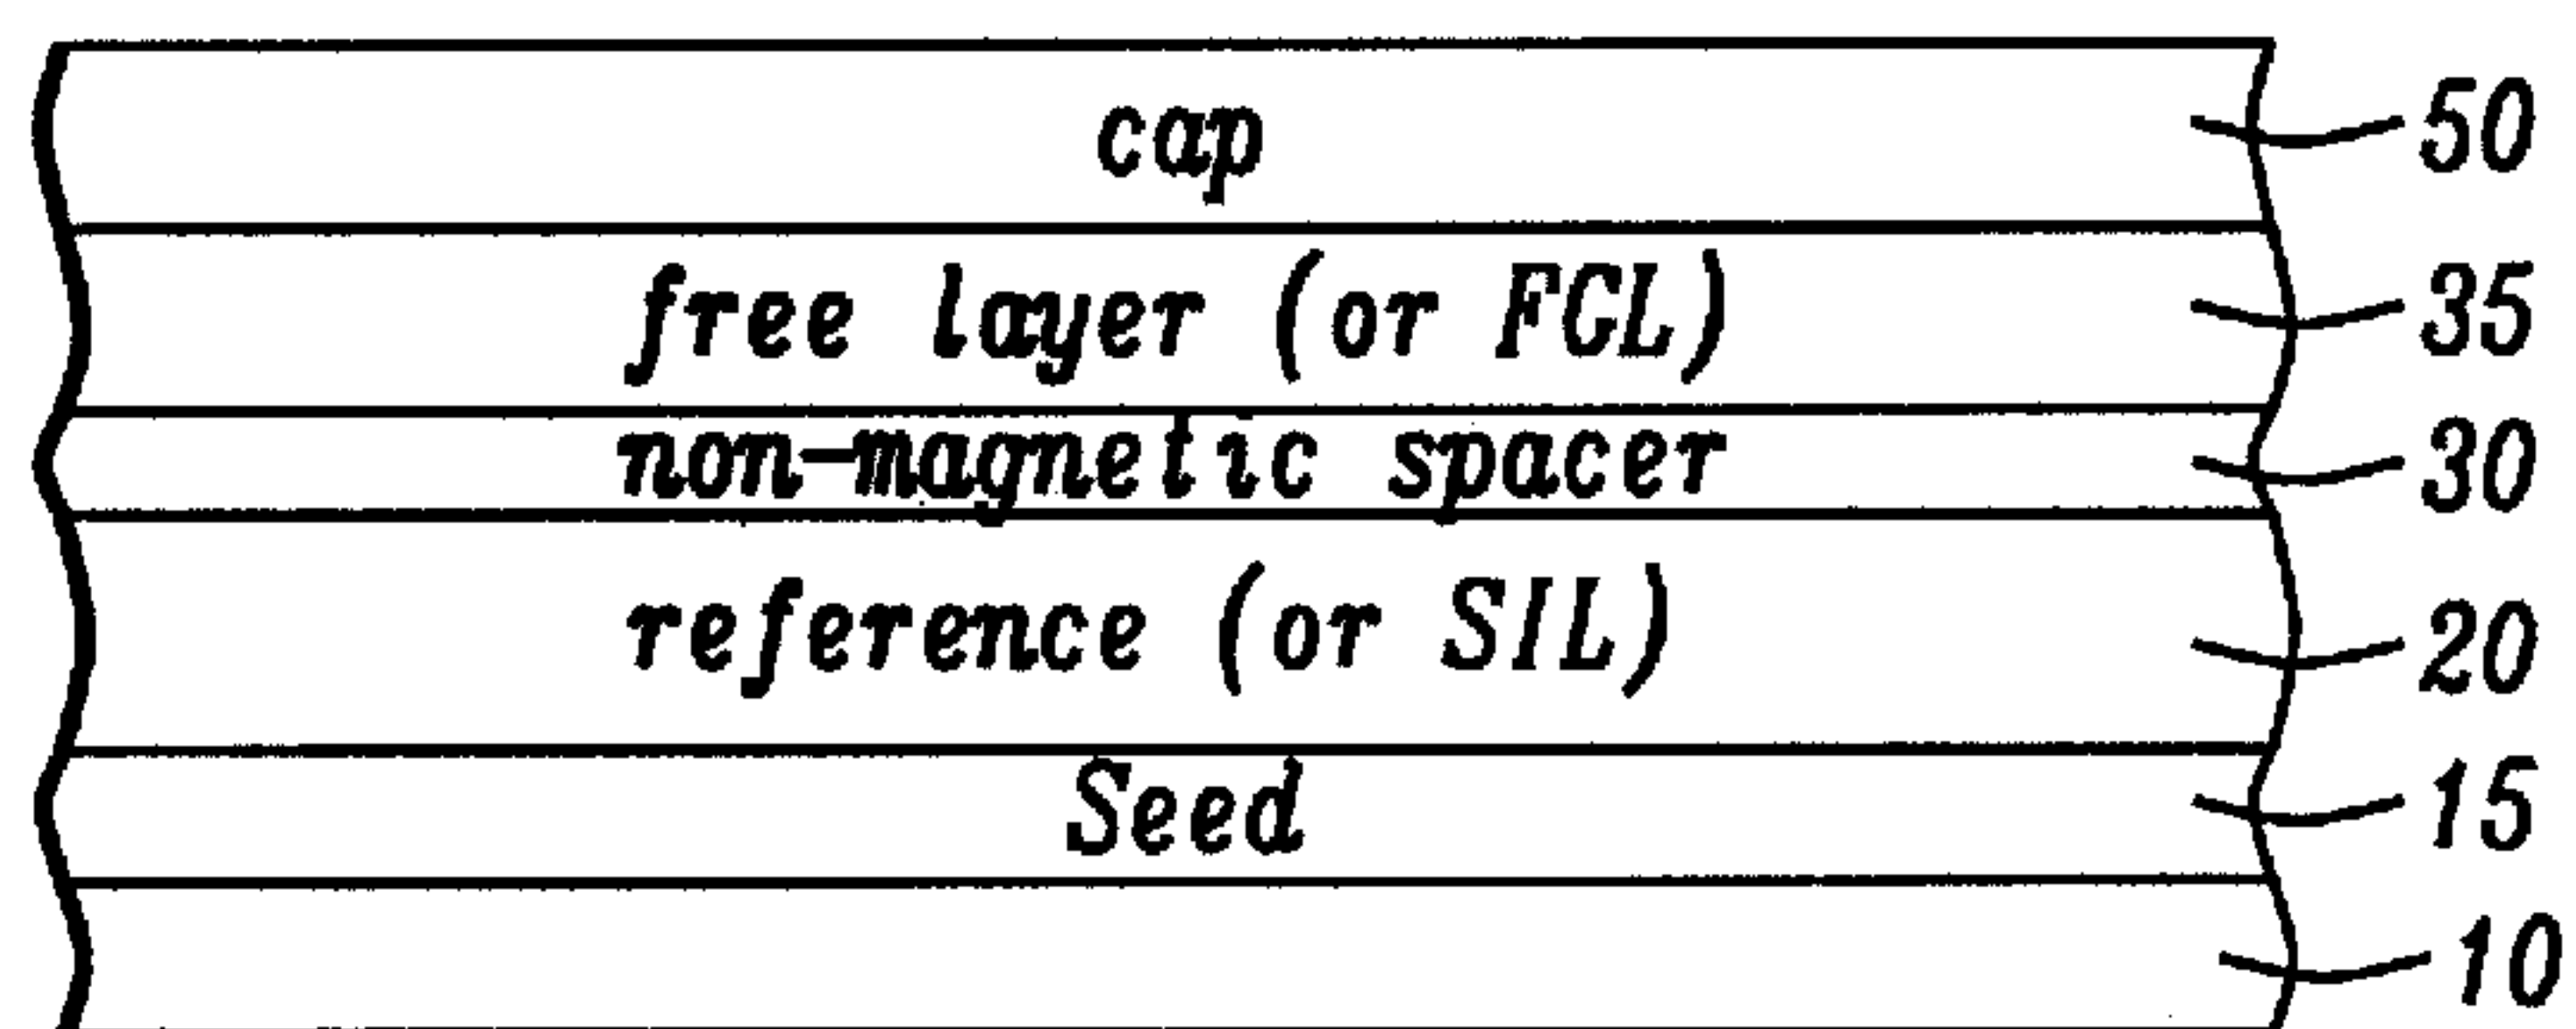 cap 50
free layer (or FGL) 35
non-magnetic spacer 30
reference (or SIL) 20
Seed 15
10